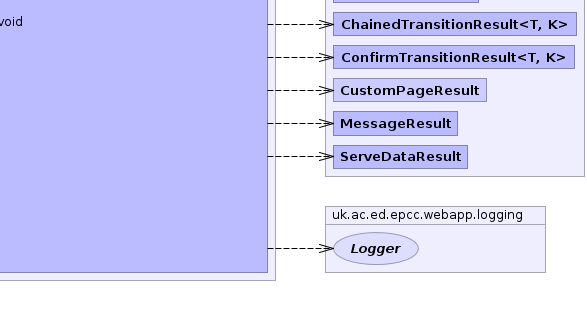 void
ChainedTransitionResult<T, K>
ConfirmTransitionResult<T, K>
CustomPageResult
MessageResult
ServeDataResult
uk.ac.ed.epcc.webapp.logging
Logger